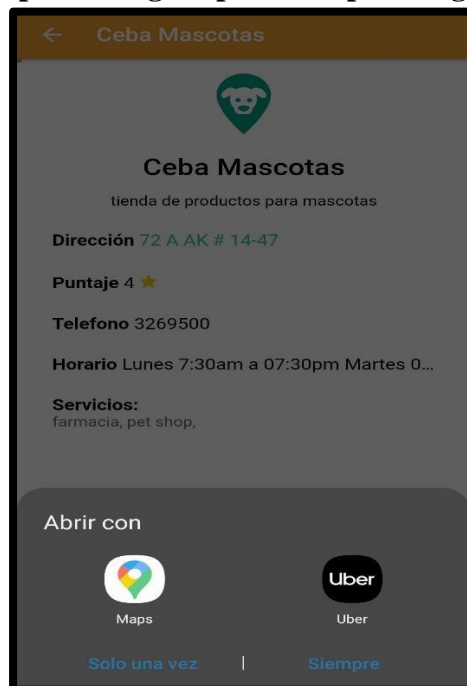 ← Ceba Mascotas
Ceba Mascotas
tienda de productos para mascotas
Dirección 72 A AK # 14-47
Puntaje 4
Telefono 3269500
Horario Lunes 7:30am a 07:30pm Martes 0...
Servicios:
farmacia, pet shop,
Abrir con
Uber
Maps Uber
Solo una vez | Siempre